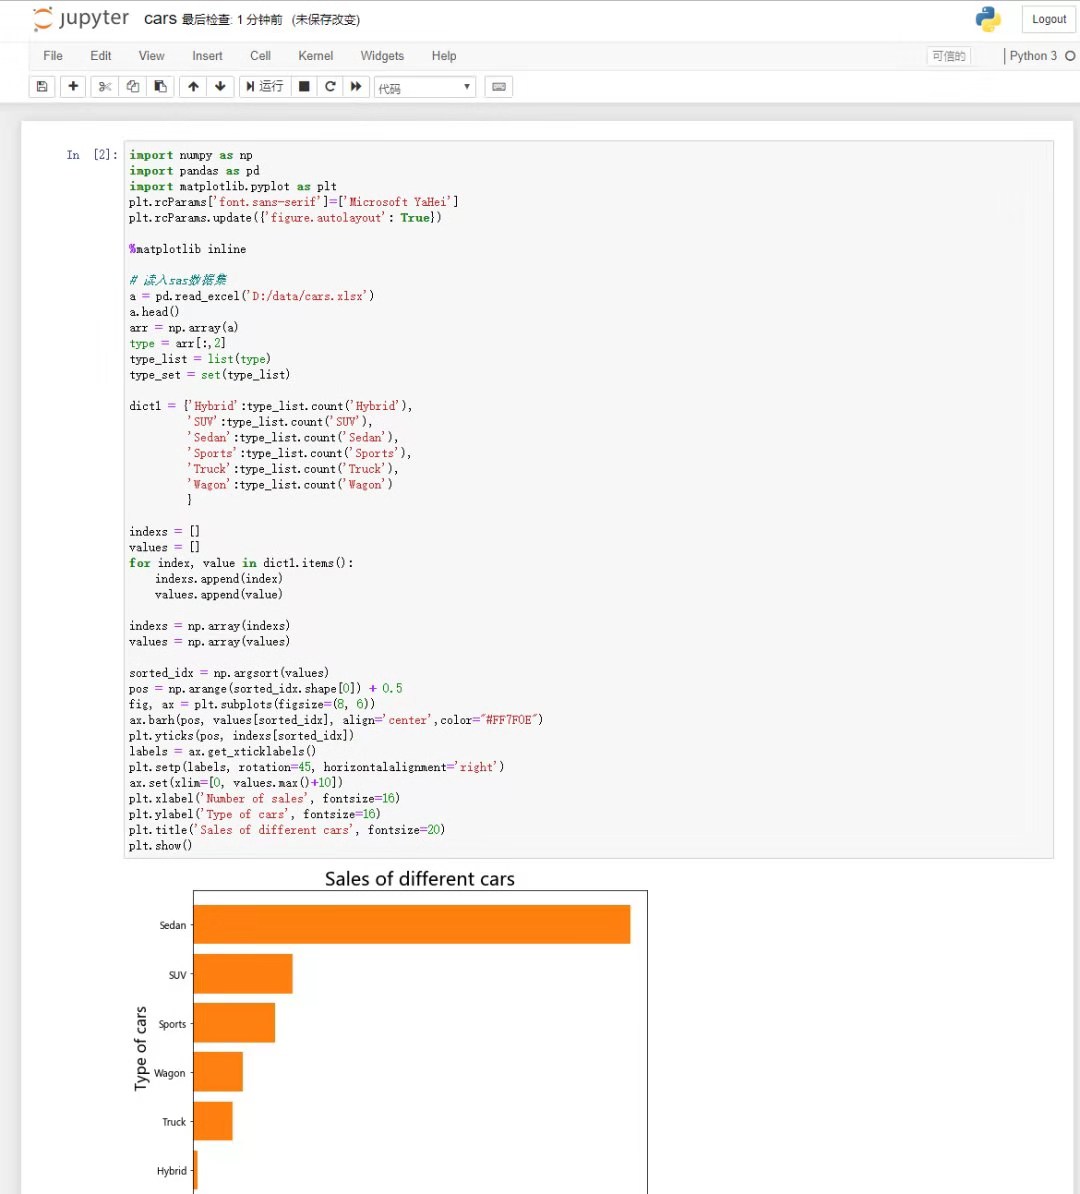 jupyter cars 最后检查: 1 分钟前 (未保存改变) Logout
File Edit View Insert Cell Kernel Widgets Help 可信的 Python 3
运行 代码
In [2]: import numpy as np
import pandas as pd
import matplotlib.pyplot as plt
plt.rcParams['font.sans-serif']=['Microsoft YaHei']
plt.rcParams.update({'figure.autolayout': True})
%matplotlib inline
# 读入sas数据集
a = pd.read_excel('D:/data/cars.xlsx')
a.head()
arr = np.array(a)
type = arr[:,2]
type_list = list(type)
type_set = set(type_list)
dict1 = {'Hybrid':type_list.count('Hybrid'),
'SUV':type_list.count('SUV'),
'Sedan':type_list.count('Sedan'),
'Sports':type_list.count('Sports'),
'Truck':type_list.count('Truck'),
'Wagon':type_list.count('Wagon')
}
indexs = []
values = []
for index, value in dict1.items():
indexs.append(index)
values.append(value)
indexs = np.array(indexs)
values = np.array(values)
sorted_idx = np.argsort(values)
pos = np.arange(sorted_idx.shape[0]) + 0.5
fig, ax = plt.subplots(figsize=(8, 6))
ax.barh(pos, values[sorted_idx], align='center',color="#FF7F0E")
plt.yticks(pos, indexs[sorted_idx])
labels = ax.get_xticklabels()
plt.setp(labels, rotation=45, horizontalalignment='right')
ax.set(xlim=[0, values.max()+10])
plt.xlabel('Number of sales', fontsize=16)
plt.ylabel('Type of cars', fontsize=16)
plt.title('Sales of different cars', fontsize=20)
plt.show()
Sales of different cars
Sedan
SUV
Sports
Type of cars
Wagon
Truck
Hybrid